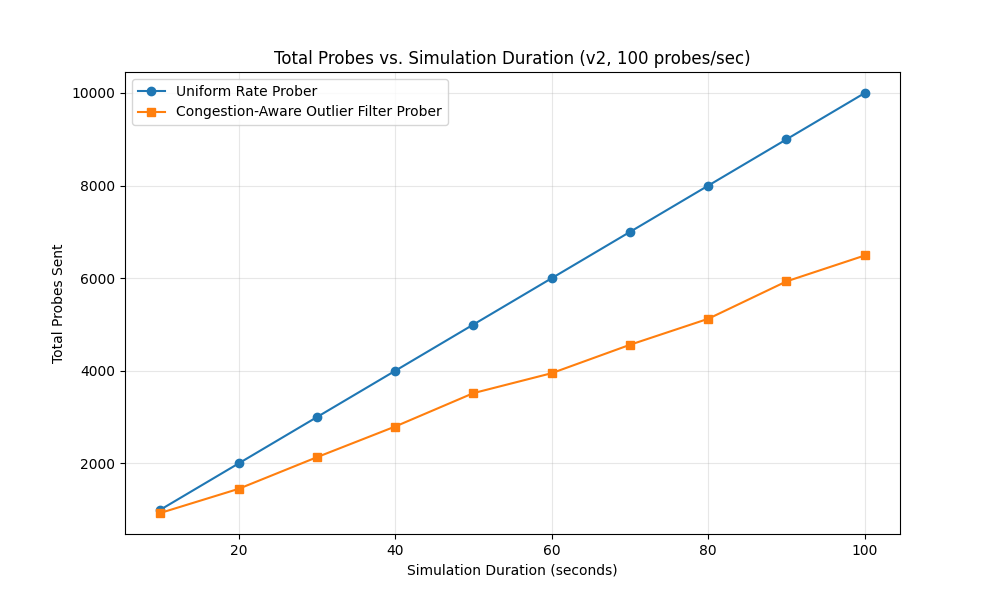 Total Probes vs. Simulation Duration (v2, 100 probes/sec)
Uniform Rate Prober
Congestion-Aware Outlier Filter Prober
Total Probes Sent
10000
8000
6000
4000
2000
20
40
60
80
100
Simulation Duration (seconds)